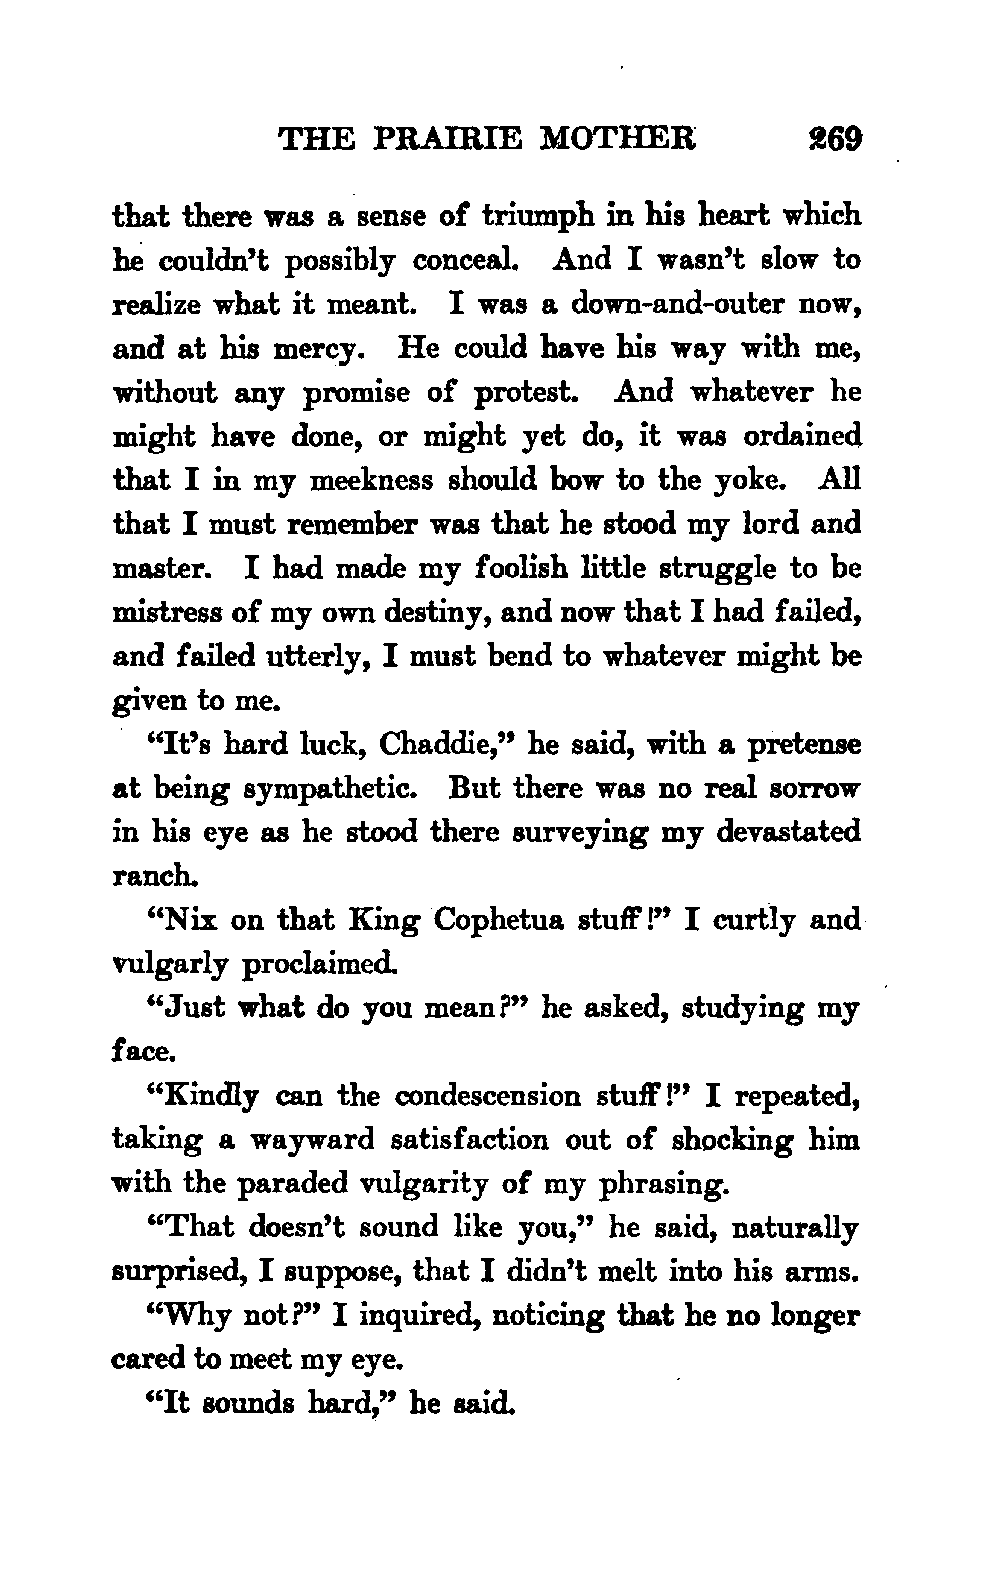 THE PRAIRIE MOTHER 269
that there was a sense of triumph in his heart which
he couldn't possibly conceal. And I wasn't slow to
realize what it meant. I was a down-and-outer now,
and at his mercy. He could have his way with me,
without any promise of protest. And whatever he
might have done, or might yet do, it was ordained
that I in my meekness should bow to the yoke. All
that I must remember was that he stood my lord and
master. I had made my foolish little struggle to be
mistress of my own destiny, and now that I had failed,
and failed utterly, I must bend to whatever might be
given to me.
“It's hard luck, Chaddie,” he said, with a pretense
at being sympathetic. But there was no real sorrow
in his eye as he stood there surveying my devastated
ranch.
“Nix on that King Cophetua stuff!” I curtly and
vulgarly proclaimed.
“Just what do you mean?” he asked, studying my
face.
“Kindly can the condescension stuff!” I repeated,
taking a wayward satisfaction out of shocking him
with the paraded vulgarity of my phrasing.
“That doesn't sound like you,” he said, naturally
surprised, I suppose, that I didn't melt into his arms.
“Why not?” I inquired, noticing that he no longer
cared to meet my eye.
“It sounds hard,” he said.